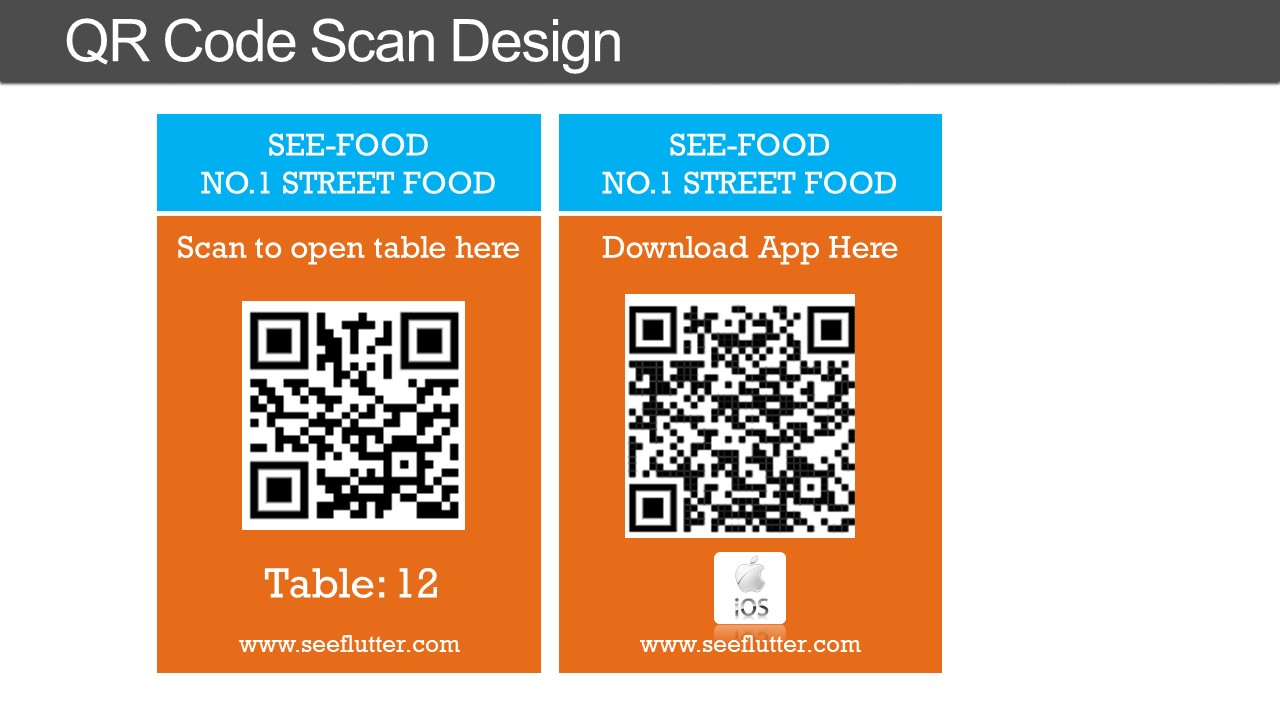 QR Code Scan Design
SEE-FOOD
NO.1 STREET FOOD
Scan to open table here
Table: 12
www.seeflutter.com
SEE-FOOD
NO.1 STREET FOOD
Download App Here
iOS
www.seeflutter.com